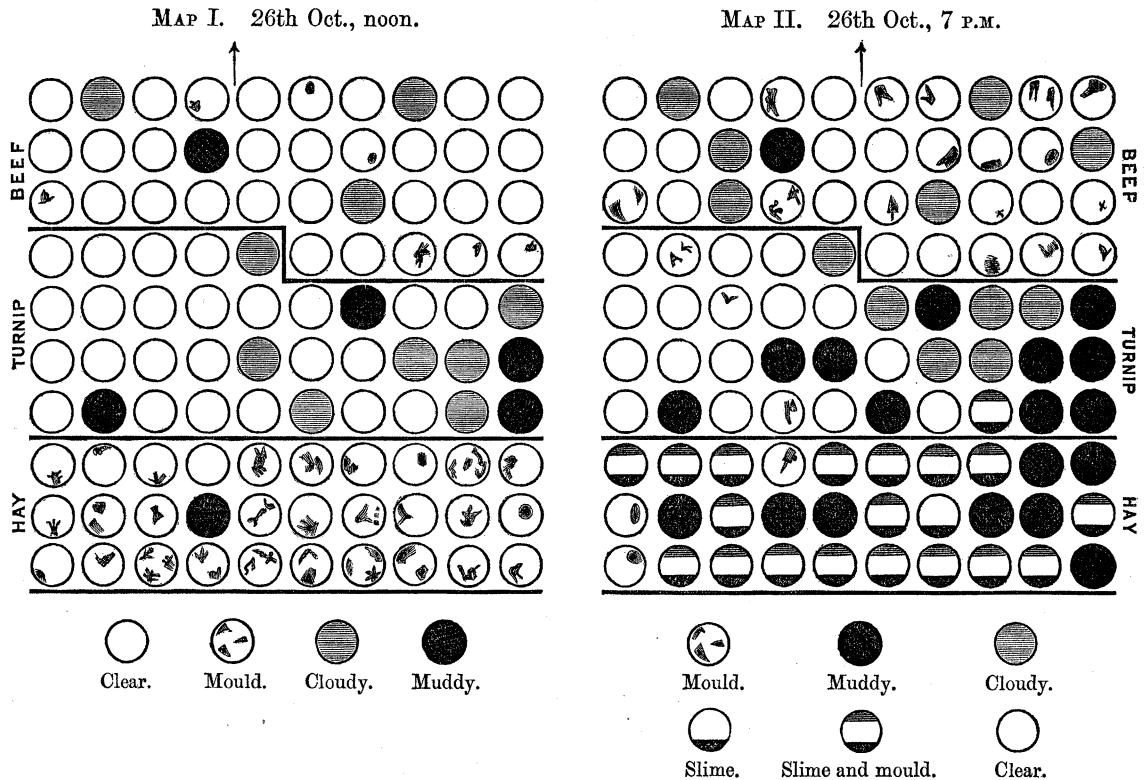 MAP I. 26th Oct., noon.
BEEF
TURNIP
HAY
Clear. Mould. Cloudy. Muddy.
MAP II. 26th Oct., 7 P.M.
BEEF
TURNIP
HAY
Mould. Muddy. Cloudy.
Slime. Slime and mould. Clear.